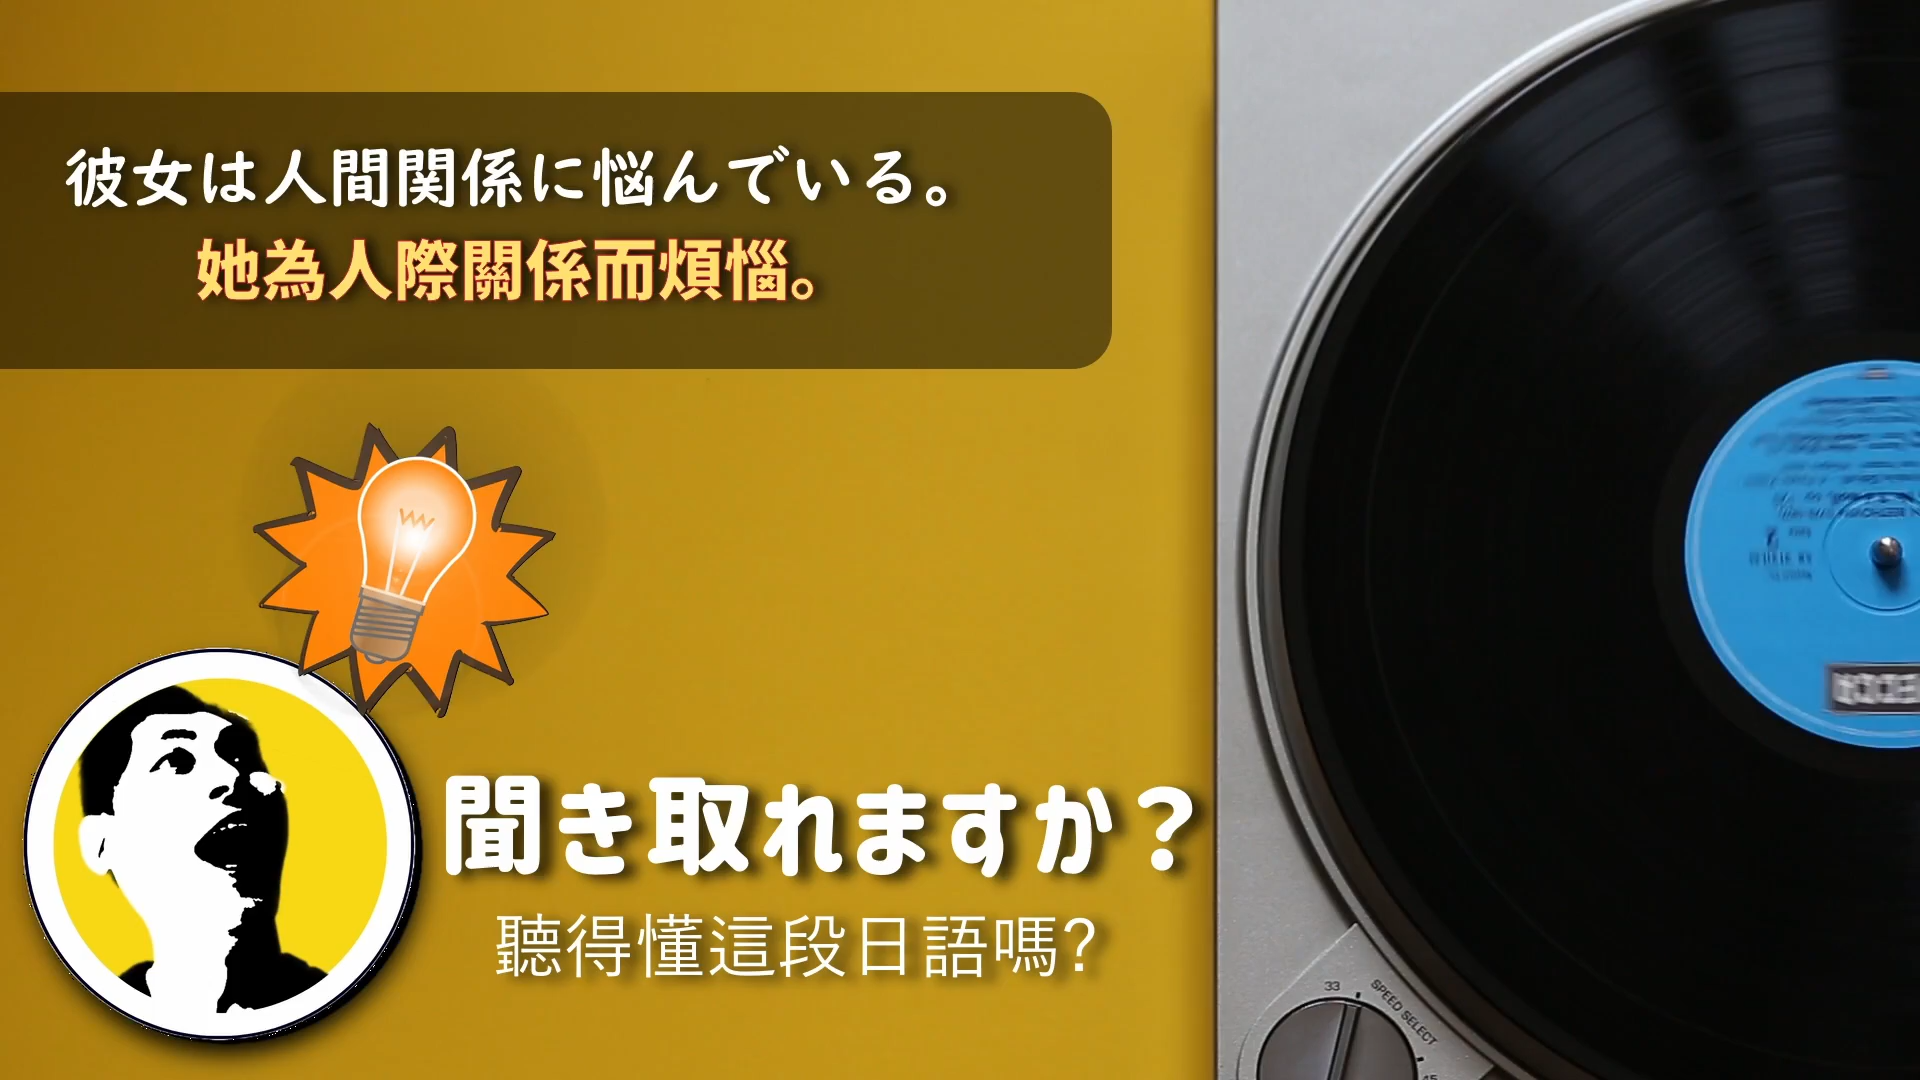 彼女は人間関係に悩んでいる。
她為人際關係而煩惱。
聞き取れますか？
聽得懂這段日語嗎?
33
SPEED SELECT
45